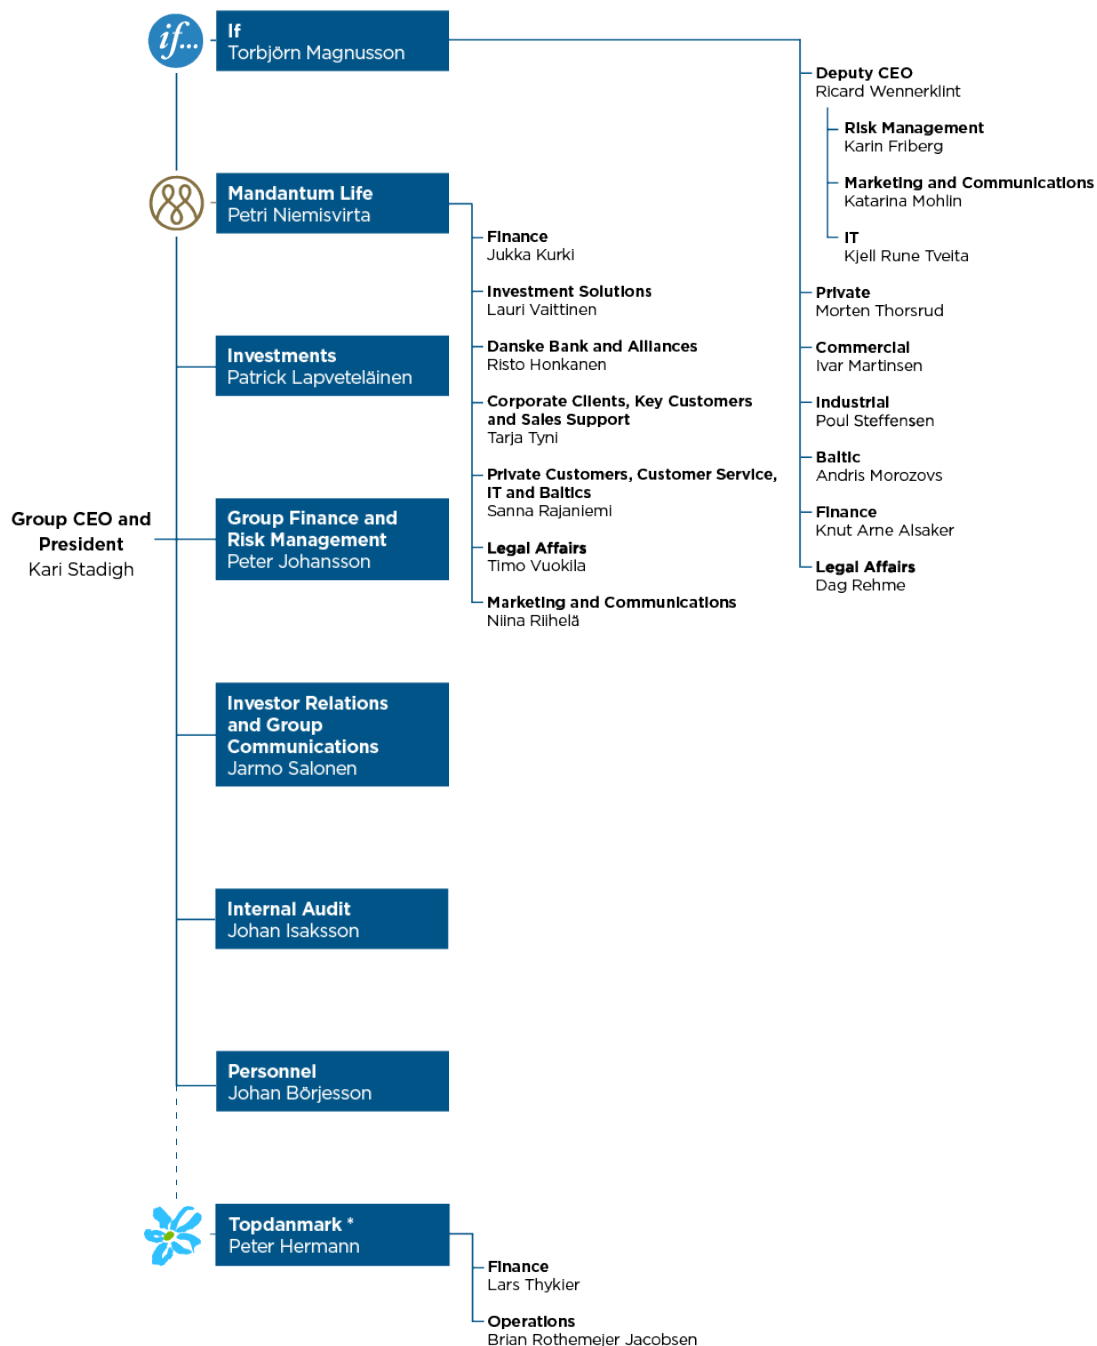 if...
If
Torbjörn Magnusson
Deputy CEO
Ricard Wennerklint
Risk Management
Karin Friberg
Marketing and Communications
Katarina Mohlin
IT
Kjell Rune Tveita
Private
Morten Thorsrud
Commercial
Ivar Martinsen
Industrial
Poul Steffensen
Baltic
Andris Morozovs
Finance
Knut Arne Alsaker
Legal Affairs
Dag Rehme
Mandantum Life
Petri Niemisvirta
Finance
Jukka Kurki
Investment Solutions
Lauri Vaittinen
Danske Bank and Alliances
Risto Honkanen
Corporate Clients, Key Customers
and Sales Support
Tarja Tyni
Private Customers, Customer Service,
IT and Baltics
Sanna Rajaniemi
Legal Affairs
Timo Vuokila
Marketing and Communications
Niina Riihelä
Investments
Patrick Lapveteläinen
Group CEO and
President
Kari Stadigh
Group Finance and
Risk Management
Peter Johansson
Investor Relations
and Group
Communications
Jarmo Salonen
Internal Audit
Johan Isaksson
Personnel
Johan Börjesson
Topdanmark *
Peter Hermann
Finance
Lars Thykier
Operations
Brian Rothemejer Jacobsen